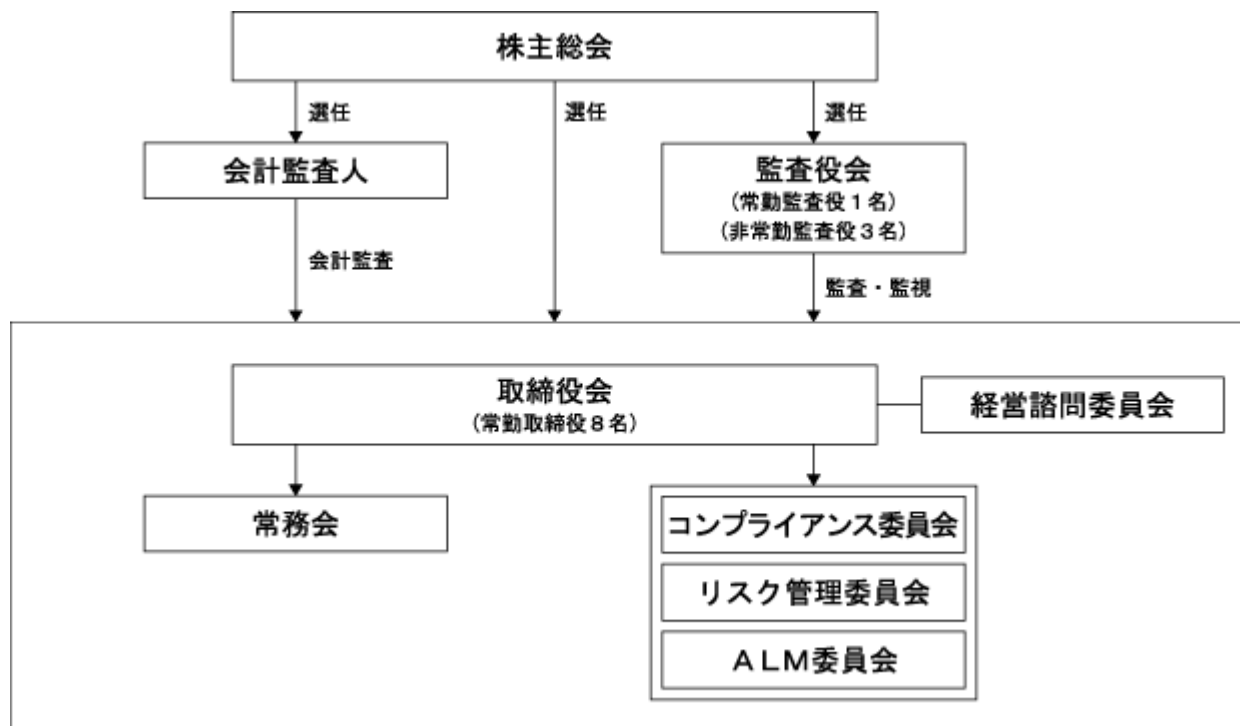 株主総会
選任
選任
選任
会計監査人
監査役会
（常勤監査役１名）
（非常勤監査役３名）
会計監査
監査・監視
取締役会
（常勤取締役８名）
経営諮問委員会
常務会
コンプライアンス委員会
リスク管理委員会
ＡＬＭ委員会